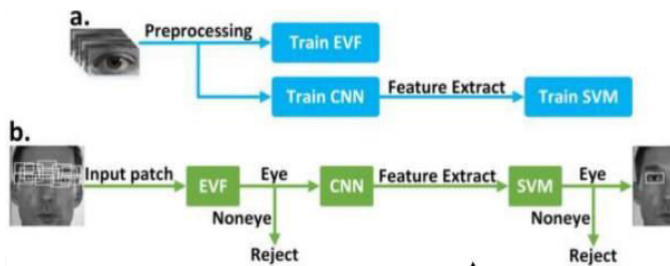 a.
Preprocessing
Train EVF
Train CNN
Feature Extract
Train SVM
b.
Input patch
EVF
Eye
CNN
Feature Extract
SVM
Eye
Noneye
Noneye
Reject
Reject